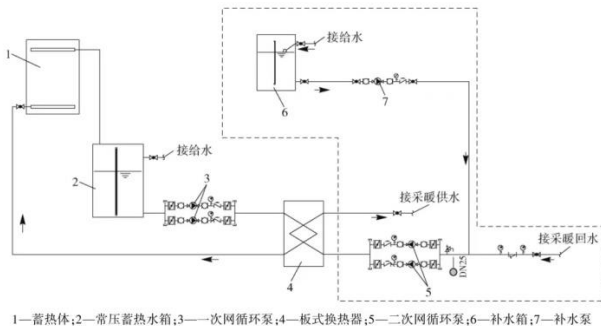 1
接给水
6
7
2
接给水
3
接采暖供水
4
5
DN25
接采暖回水
1—蓄热体;2—常压蓄热水箱;3—一次网循环泵;4—板式换热器;5—二次网循环泵;6—补水箱;7—补水泵